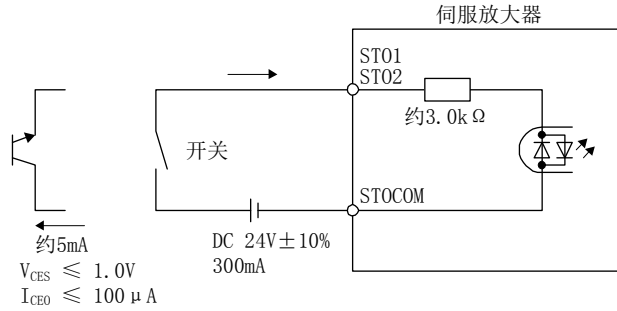 伺服放大器
STO1
STO2
约3.0kΩ
开关
STOCOM
约5mA
DC 24V±10%
300mA
VCES ≤ 1.0V
ICEO ≤ 100μA